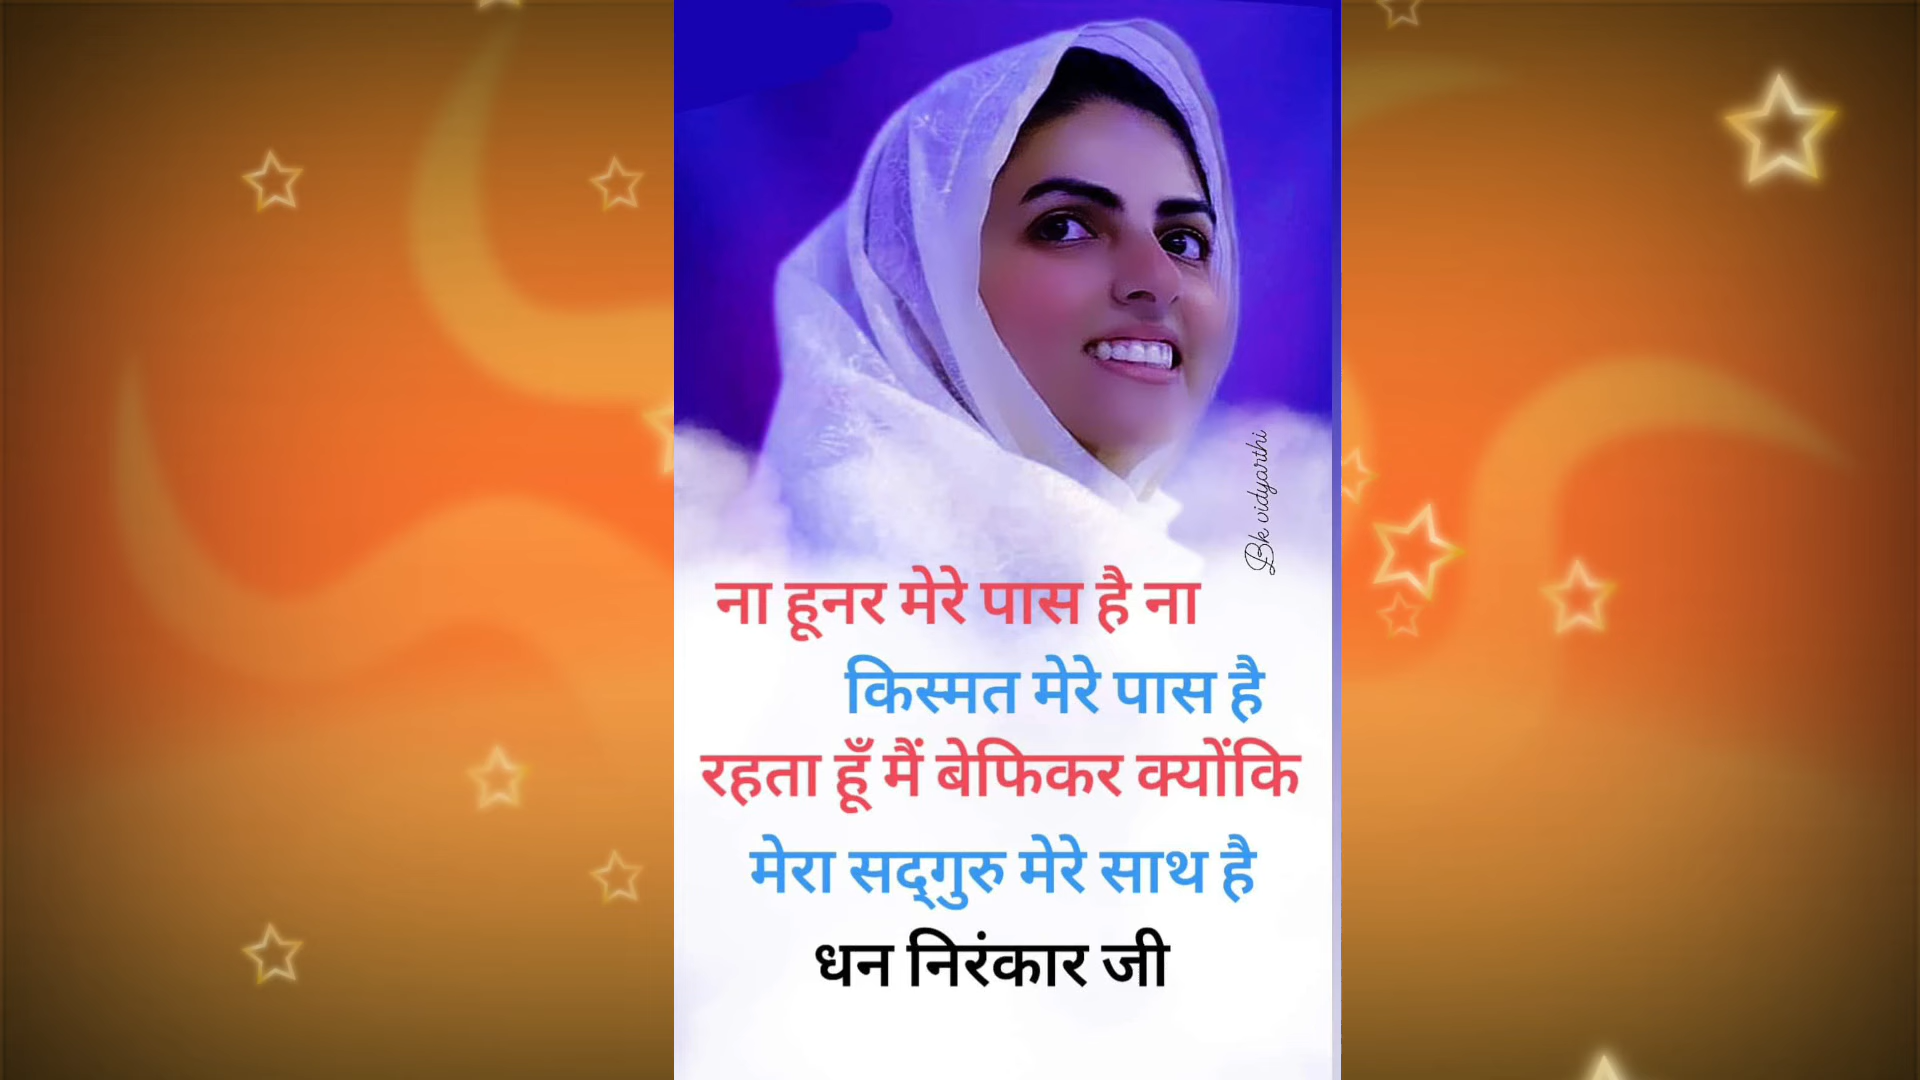 ना हूनर मेरे पास है ना
किस्मत मेरे पास है
रहता हूँ मैं बेफिकर क्योंकि
मेरा सद्‌गुरु मेरे साथ है
धन निरंकार जी
Bk vidyarthi